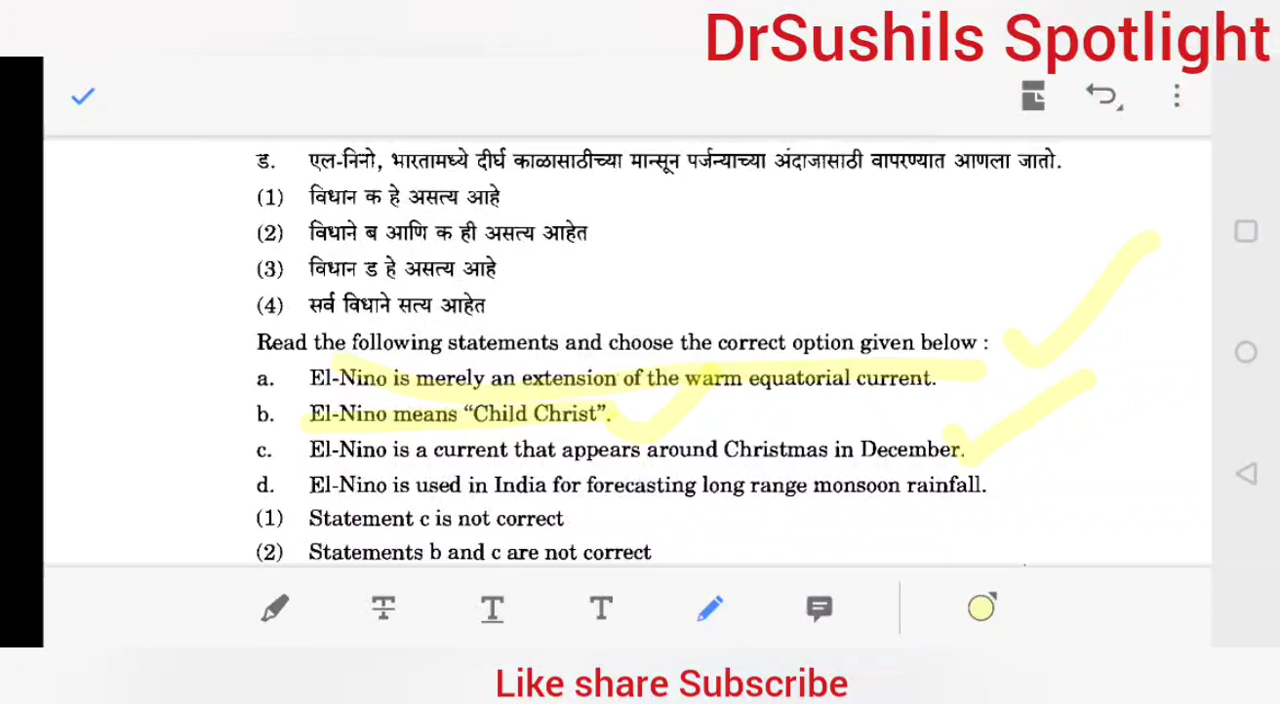 DrSushils Spotlight
ड. एल-निनो, भारतामध्ये दीर्घ काळासाठीच्या मान्सून पर्जन्याच्या अंदाजासाठी वापरण्यात आणला जातो.
(1) विधान क हे असत्य आहे
(2) विधाने ब आणि क ही असत्य आहेत
(3) विधान ड हे असत्य आहे
(4) सर्व विधाने सत्य आहेत
Read the following statements and choose the correct option given below :
a. El-Nino is merely an extension of the warm equatorial current.
b. El-Nino means “Child Christ”.
c. El-Nino is a current that appears around Christmas in December.
d. El-Nino is used in India for forecasting long range monsoon rainfall.
(1) Statement c is not correct
(2) Statements b and c are not correct
T T T
Like share Subscribe